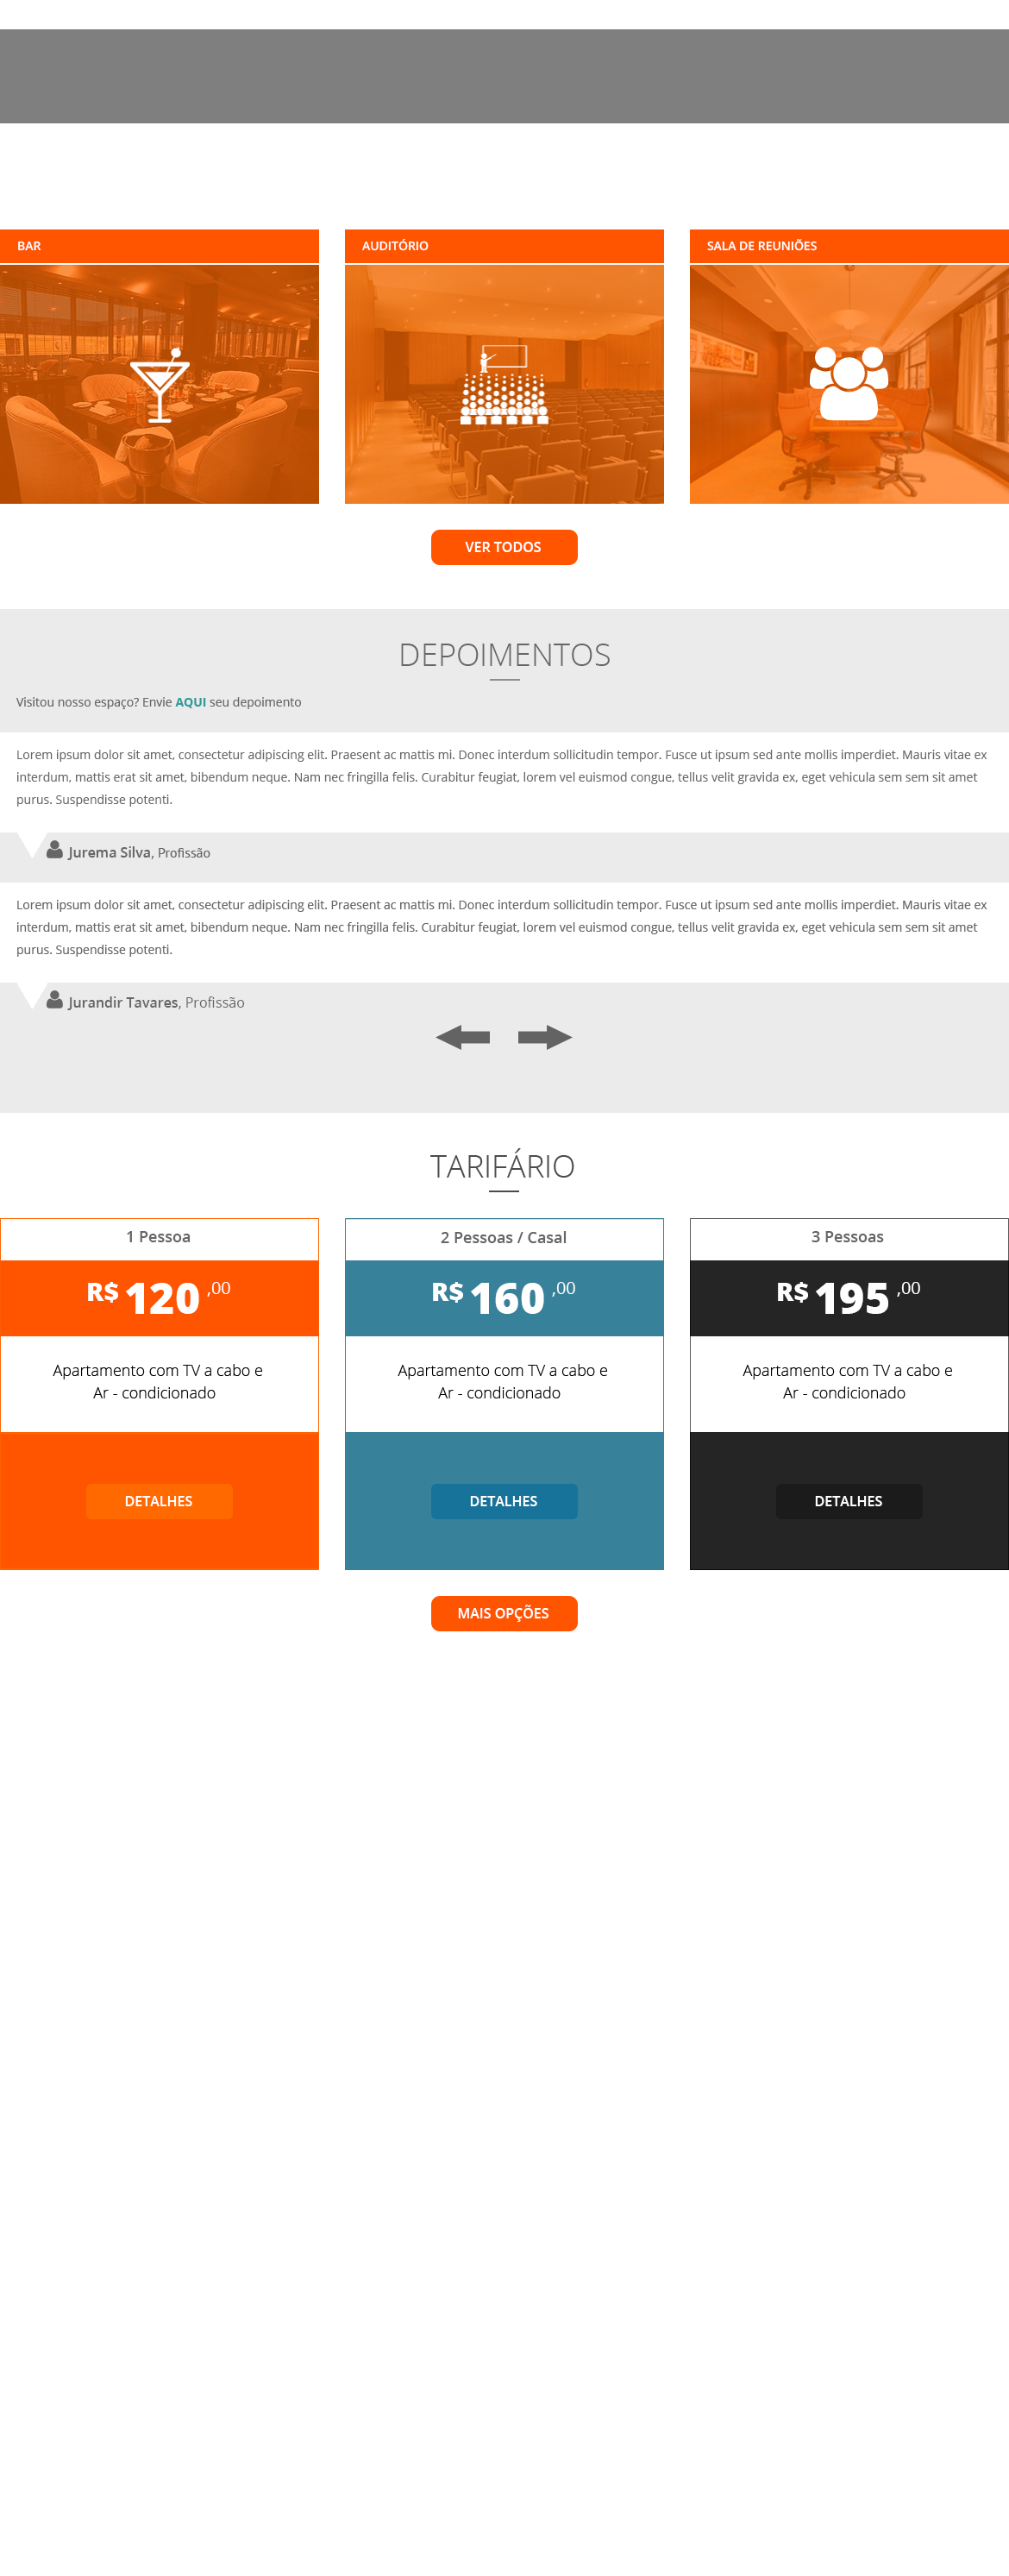 BAR
AUDITÓRIO
SALA DE REUNIÕES
VER TODOS
DEPOIMENTOS
Visitou nosso espaço? Envie AQUI seu depoimento
Lorem ipsum dolor sit amet, consectetur adipiscing elit. Praesent ac mattis mi. Donec interdum sollicitudin tempor. Fusce ut ipsum sed ante mollis imperdiet. Mauris vitae ex
interdum, mattis erat sit amet, bibendum neque. Nam nec fringilla felis. Curabitur feugiat, lorem vel euismod congue, tellus velit gravida ex, eget vehicula sem sem sit amet
purus. Suspendisse potenti.
Jurema Silva, Profissão
Lorem ipsum dolor sit amet, consectetur adipiscing elit. Praesent ac mattis mi. Donec interdum sollicitudin tempor. Fusce ut ipsum sed ante mollis imperdiet. Mauris vitae ex
interdum, mattis erat sit amet, bibendum neque. Nam nec fringilla felis. Curabitur feugiat, lorem vel euismod congue, tellus velit gravida ex, eget vehicula sem sem sit amet
purus. Suspendisse potenti.
Jurandir Tavares, Profissão
TARIFÁRIO
1 Pessoa
R$ 120 ,00
Apartamento com TV a cabo e
Ar - condicionado
DETALHES
2 Pessoas / Casal
R$ 160 ,00
Apartamento com TV a cabo e
Ar - condicionado
DETALHES
3 Pessoas
R$ 195 ,00
Apartamento com TV a cabo e
Ar - condicionado
DETALHES
MAIS OPÇÕES